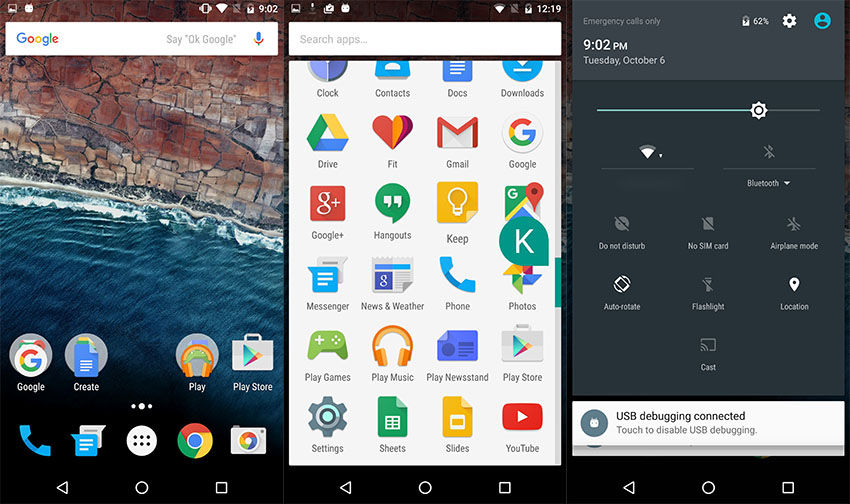 9:02
Google
Say "Ok Google"
Google
Create
Play
Play Store
12:19
Search apps...
Clock
Contacts
Docs
Downloads
Drive
Fit
Gmail
Google
G
g+
Google+
Hangouts
Keep
K
Messenger
News & Weather
Phone
Photos
Play Games
Play Music
Play Newsstand
Play Store
Settings
Sheets
Slides
YouTube
Emergency calls only
62%
9:02 PM
Tuesday, October 6
Bluetooth
Do not disturb
No SIM card
Airplane mode
Auto-rotate
Flashlight
Location
Cast
USB debugging connected
Touch to disable USB debugging.